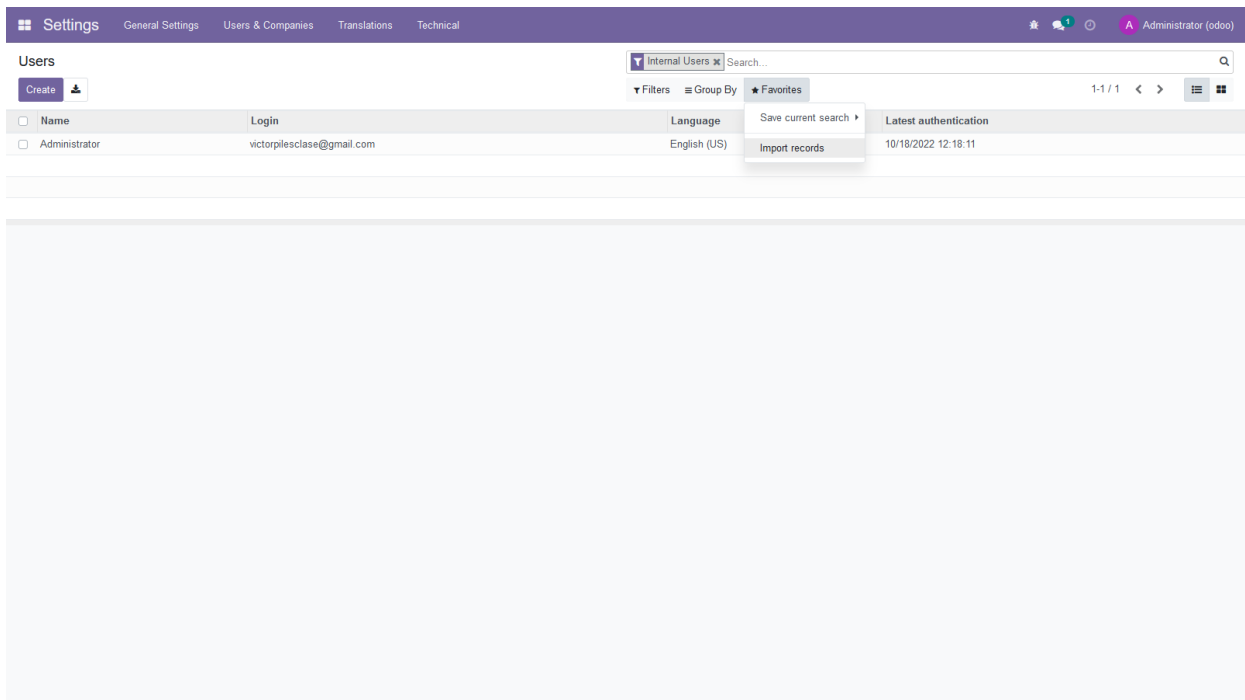 Settings General Settings Users & Companies Translations Technical 1 A Administrator (odoo)
Users
Internal Users Search...
Create Filters Group By Favorites 1-1 / 1
Name Login Language Latest authentication
Save current search
Administrator victorpilesclase@gmail.com English (US) 10/18/2022 12:18:11
Import records